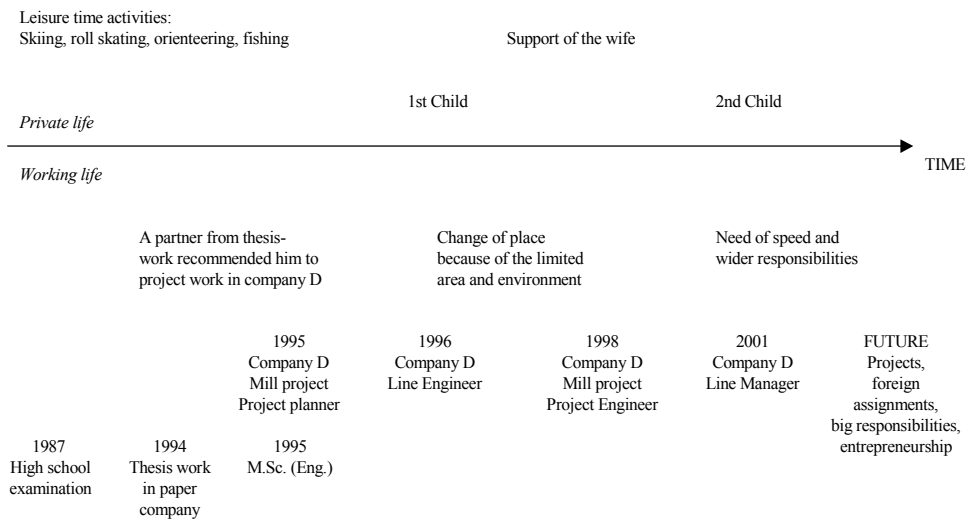 Leisure time activities:
Skiing, roll skating, orienteering, fishing
Support of the wife
1st Child
2nd Child
Private life
TIME
Working life
A partner from thesis-
work recommended him to
project work in company D
Change of place
because of the limited
area and environment
Need of speed and
wider responsibilities
1995
Company D
Mill project
Project planner
1996
Company D
Line Engineer
1998
Company D
Mill project
Project Engineer
2001
Company D
Line Manager
FUTURE
Projects,
foreign
assignments,
big responsibilities,
entrepreneurship
1987
High school
examination
1994
Thesis work
in paper
company
1995
M.Sc. (Eng.)